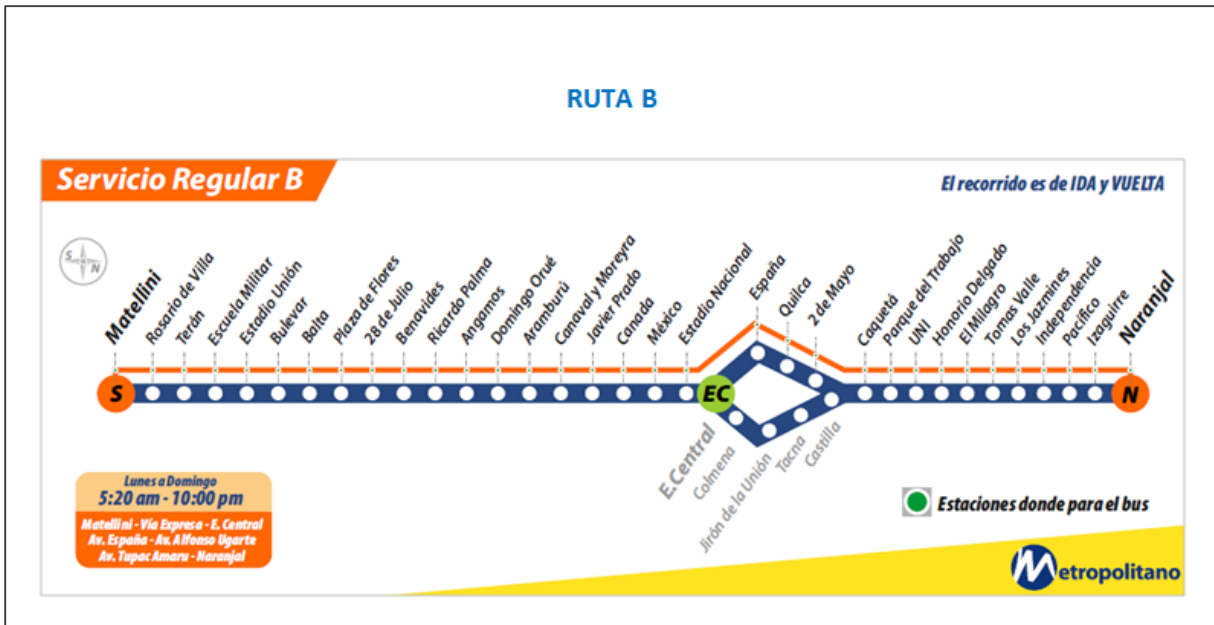 RUTA B
Servicio Regular B
El recorrido es de IDA y VUELTA
S
N
Matellini
Rosario de Villa
Terán
Escuela Militar
Estadio Unión
Bulevar
Balta
Plaza de Flores
28 de Julio
Benavides
Ricardo Palma
Angamos
Domingo Orué
Aramburú
Canaval y Moreyra
Javier Prado
Canada
México
Estadio Nacional
España
Quilca
2 de Mayo
Caquetá
Parque del Trabajo
UNI
Honorio Delgado
El Milagro
Tomas Valle
Los Jazmines
Independencia
Pacífico
Izaguirre
Naranjal
S
EC
N
E.Central
Colmena
Jirón de la Unión
Tacna
Castilla
Lunes a Domingo
5:20 am - 10:00 pm
Matellini - Vía Expresa - E. Central
Av. España - Av. Alfonso Ugarte
Av. Tupac Amaru - Naranjal
Estaciones donde para el bus
Metropolitano